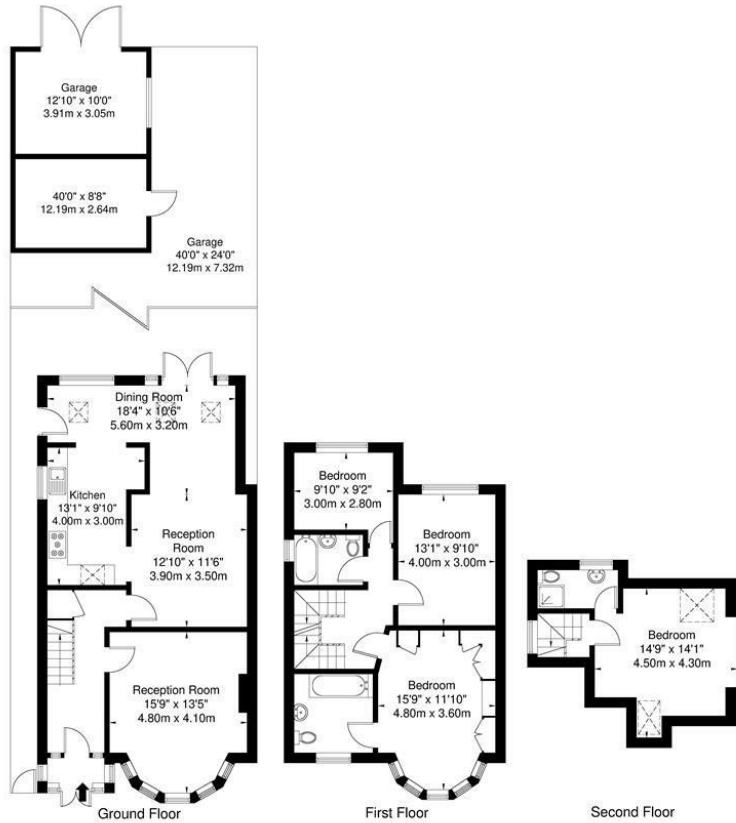 Garage
12'10" x 10'0"
3.91m x 3.05m
40'0" x 8'8"
12.19m x 2.64m
Garage
40'0" x 24'0"
12.19m x 7.32m
Dining Room
18'4" x 10'6"
5.60m x 3.20m
Kitchen
13'1" x 9'10"
4.00m x 3.00m
Reception
Room
12'10" x 11'6"
3.90m x 3.50m
Reception Room
15'9" x 13'5"
4.80m x 4.10m
Ground Floor
Bedroom
9'10" x 9'2"
3.00m x 2.80m
Bedroom
13'1" x 9'10"
4.00m x 3.00m
Bedroom
15'9" x 11'10"
4.80m x 3.60m
First Floor
Bedroom
14'9" x 14'1"
4.50m x 4.30m
Second Floor